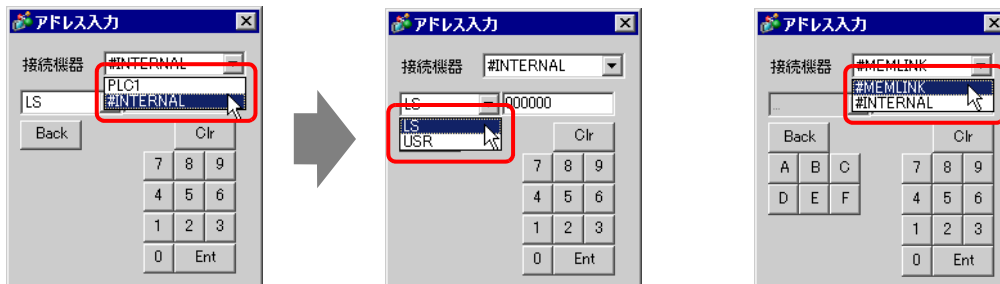 アドレス入力
接続機器 #INTERNAL
PLC1
#INTERNAL
LS
Back Clr
7 8 9
4 5 6
1 2 3
0 Ent
アドレス入力
接続機器 #INTERNAL
LS 000000
LS
USR
Clr
7 8 9
4 5 6
1 2 3
0 Ent
アドレス入力
接続機器 #MEMLINK
#MEMLINK
#INTERNAL
...
Back Clr
A B C 7 8 9
D E F 4 5 6
1 2 3
0 Ent